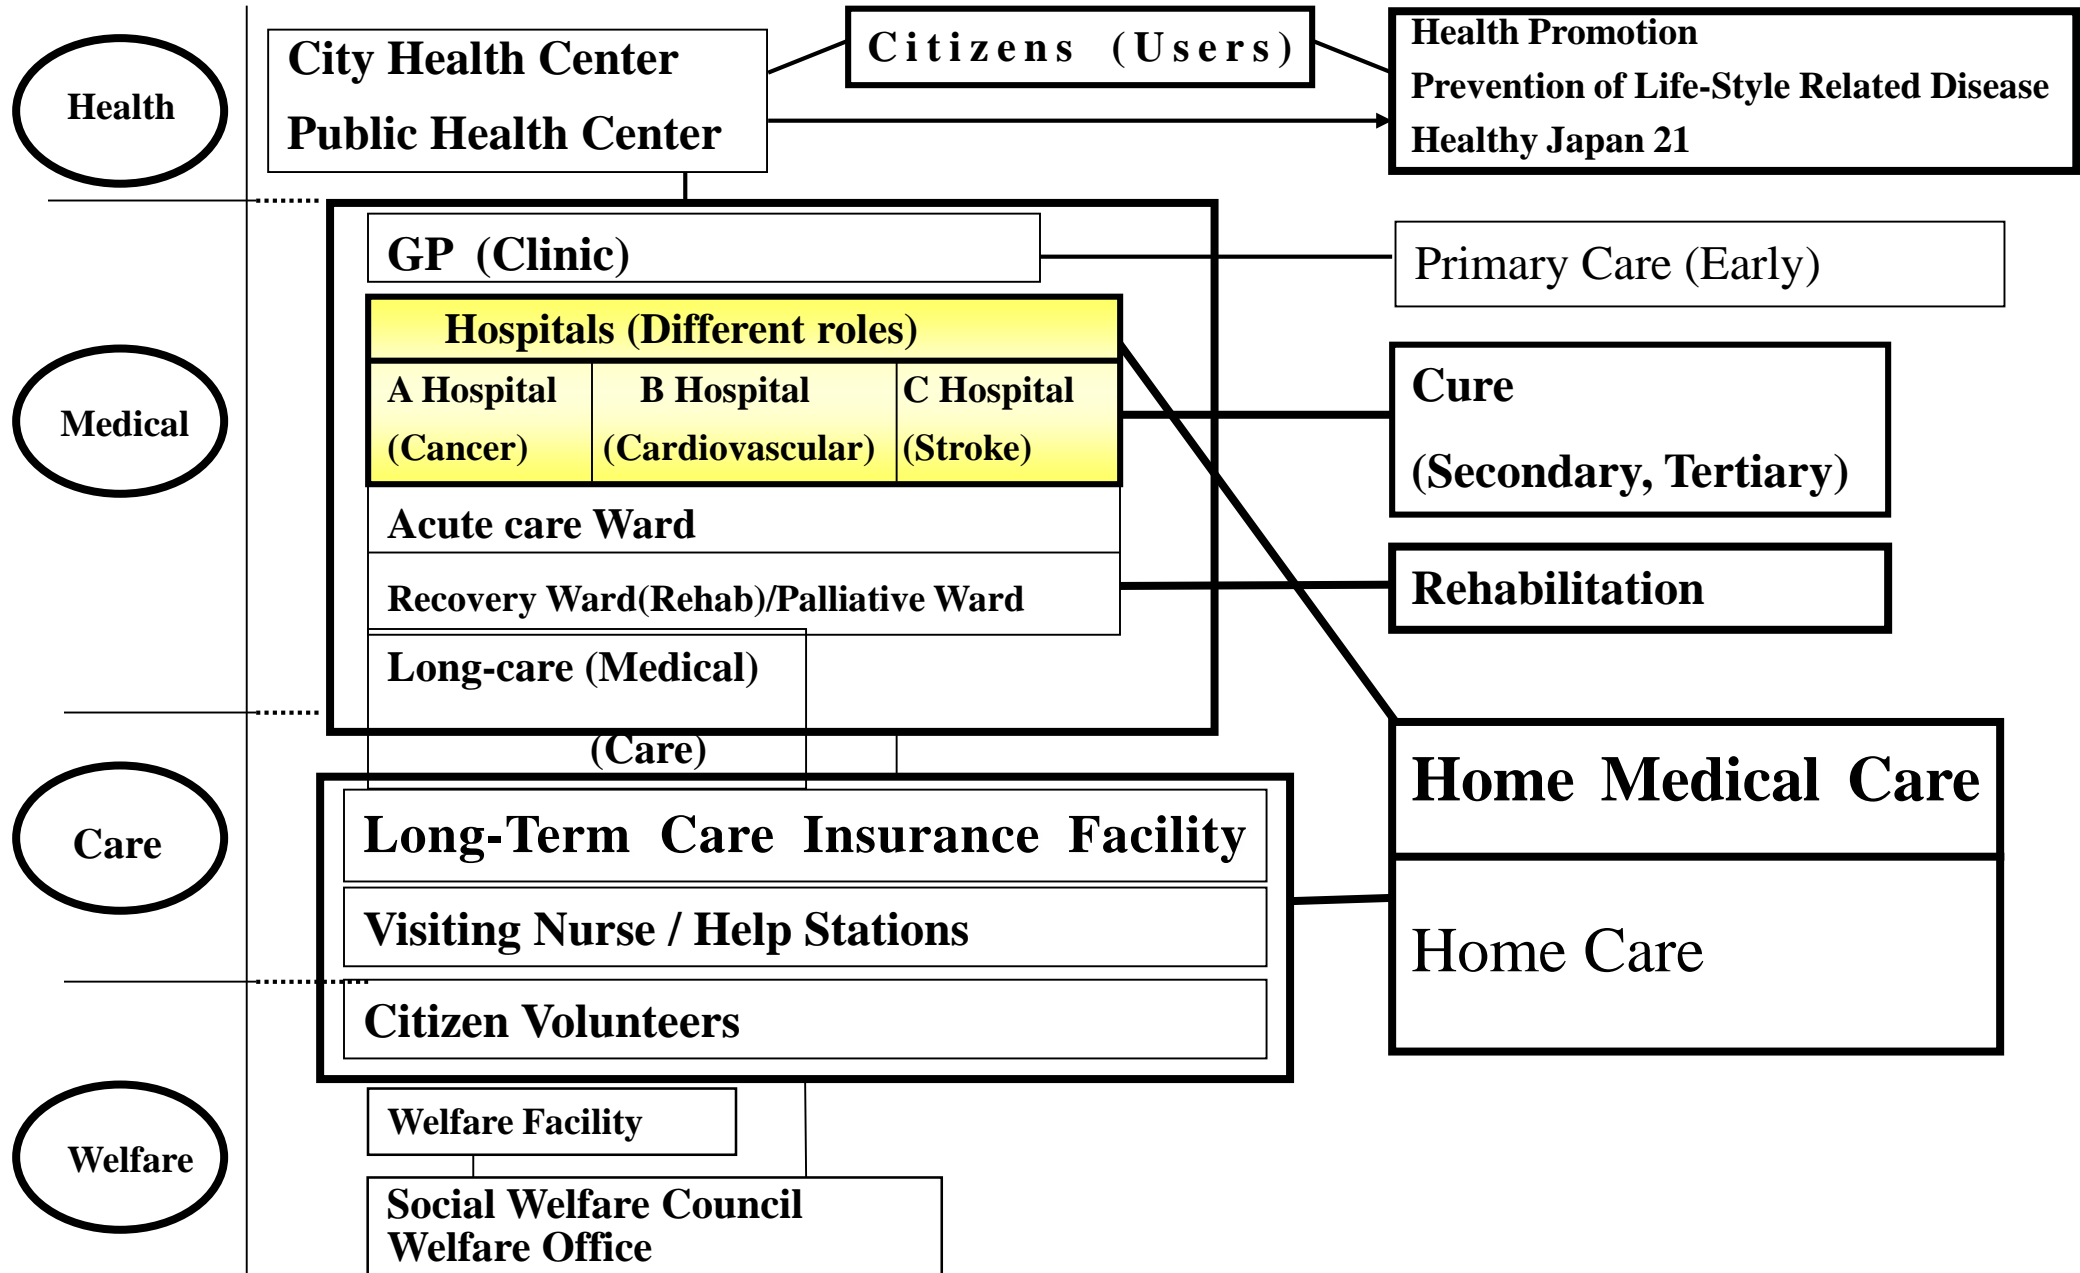 Health
City Health Center
Public Health Center
Citizens (Users)
Health Promotion
Prevention of Life-Style Related Disease
Healthy Japan 21
Medical
GP (Clinic)
Primary Care (Early)
Hospitals (Different roles)
A Hospital
(Cancer)
B Hospital
(Cardiovascular)
C Hospital
(Stroke)
Cure
(Secondary, Tertiary)
Acute care Ward
Recovery Ward(Rehab)/Palliative Ward
Rehabilitation
Long-care (Medical)
(Care)
Care
Long-Term Care Insurance Facility
Visiting Nurse / Help Stations
Citizen Volunteers
Home Medical Care
Home Care
Welfare
Welfare Facility
Social Welfare Council
Welfare Office